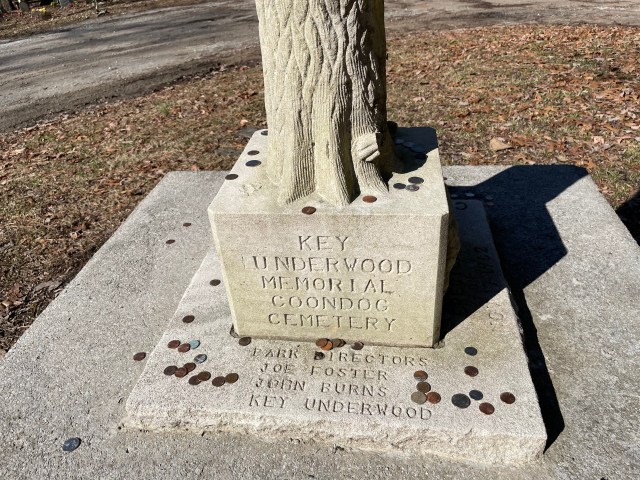 KEY
UNDERWOOD
MEMORIAL
COONDOG
CEMETERY
PARK DIRECTORS
JOE FOSTER
JOHN BURNS
KEY UNDERWOOD